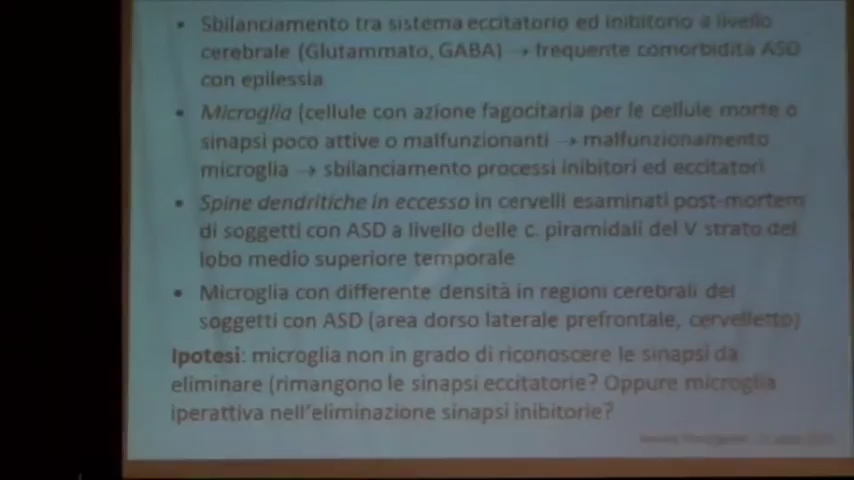 • Sbilanciamento tra sistema eccitatorio ed inibitorio a livello
cerebrale (Glutammato, GABA) → frequente comorbidità ASD
con epilessia
• Microglia (cellule con azione fagocitaria per le cellule morte o
sinapsi poco attive o malfunzionanti → malfunzionamento
microglia → sbilanciamento processi inibitori ed eccitatori
• Spine dendritiche in eccesso in cervelli esaminati post-mortem
di soggetti con ASD a livello delle c. piramidali del V strato del
lobo medio superiore temporale
• Microglia con differente densità in regioni cerebrali dei
soggetti con ASD (area dorso laterale prefrontale, cervelletto)
Ipotesi: microglia non in grado di riconoscere le sinapsi da
eliminare (rimangono le sinapsi eccitatorie? Oppure microglia
iperattiva nell'eliminazione sinapsi inibitorie?